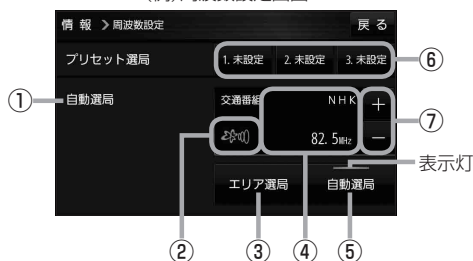 情報 > 周波数設定 戻る
プリセット選局 1. 未設定 2. 未設定 3. 未設定 ⑥
① 自動選局 交通番組 NHK + ⑦
82.5MHz −
表示灯
エリア選局 自動選局
② ③ ④ ⑤